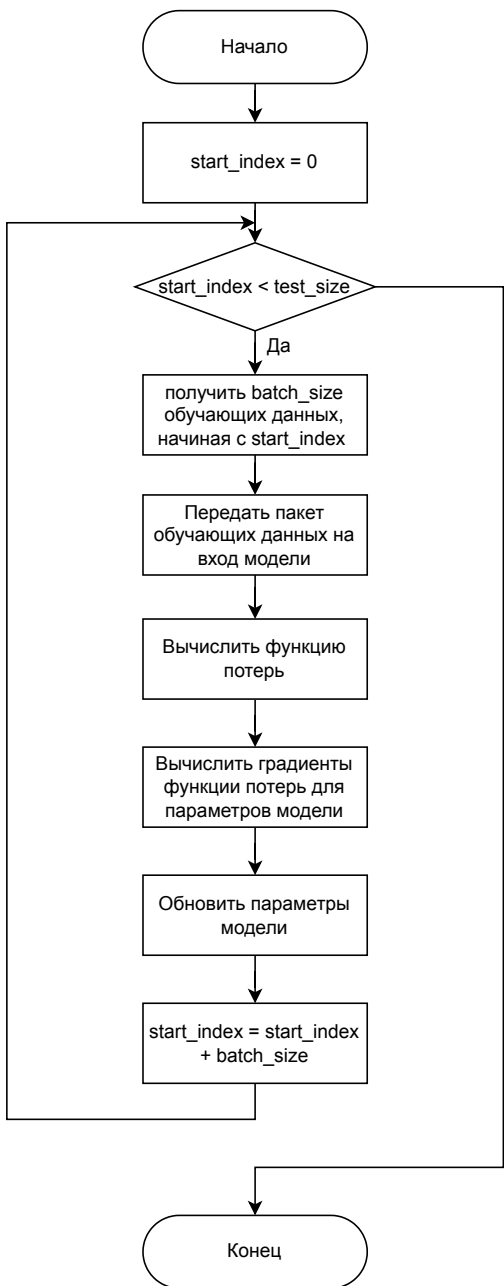 Начало
start_index = 0
start_index < test_size
Да
получить batch_size
обучающих данных,
начиная с start_index
Передать пакет
обучающих данных на
вход модели
Вычислить функцию
потерь
Вычислить градиенты
функции потерь для
параметров модели
Обновить параметры
модели
start_index = start_index
+ batch_size
Конец